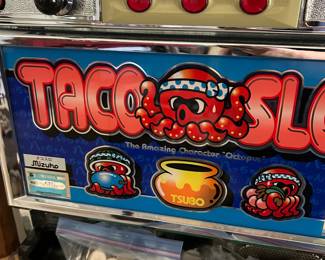 TACO SL
The Amazing Character "Octopus"
Mizuho
TSUBO